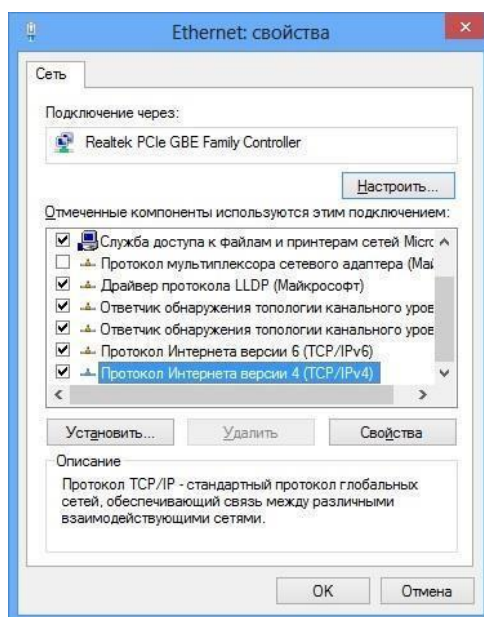 Ethernet: свойства
Сеть
Подключение через:
Realtek PCIe GBE Family Controller
Настроить...
Отмеченные компоненты используются этим подключением:
Служба доступа к файлам и принтерам сетей Micro
Протокол мультиплексора сетевого адаптера (Май
Драйвер протокола LLDP (Майкрософт)
Ответчик обнаружения топологии канального уров
Ответчик обнаружения топологии канального уров
Протокол Интернета версии 6 (TCP/IPv6)
Протокол Интернета версии 4 (TCP/IPv4)
Установить... Удалить Свойства
Описание
Протокол TCP/IP - стандартный протокол глобальных
сетей, обеспечивающий связь между различными
взаимодействующими сетями.
OK Отмена